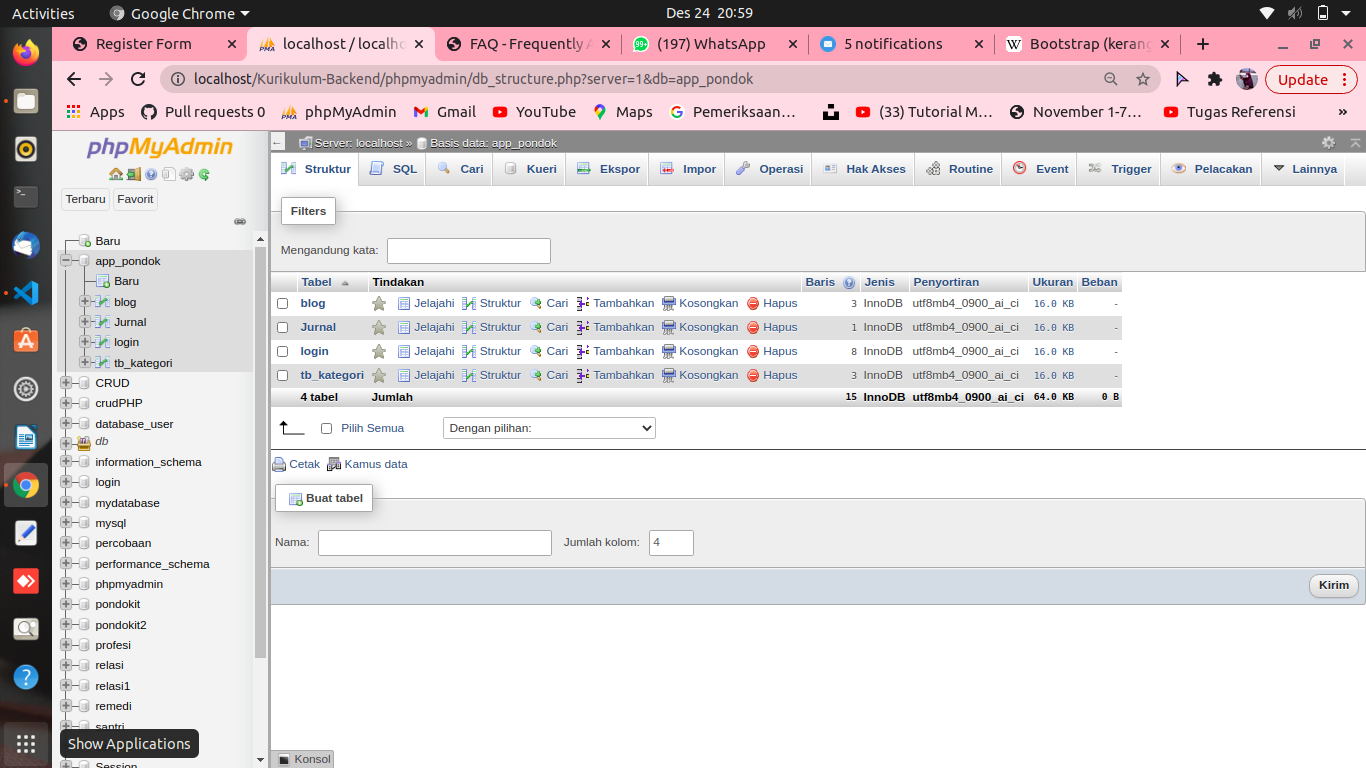 Activities Google Chrome Des 24 20:59
Register Form localhost / localho FAQ - Frequently A 99+ (197) WhatsApp 5 notifications W Bootstrap (kerang
localhost/Kurikulum-Backend/phpmyadmin/db_structure.php?server=1&db=app_pondok Update
Apps Pull requests 0 phpMyAdmin Gmail YouTube Maps Pemeriksaan... (33) Tutorial M... November 1-7... Tugas Referensi »
phpMyAdmin
Terbaru Favorit
Baru
app_pondok
Baru
blog
Jurnal
login
tb_kategori
CRUD
crudPHP
database_user
db
information_schema
login
mydatabase
mysql
percobaan
performance_schema
phpmyadmin
pondokit
pondokit2
profesi
relasi
relasi1
remedi
santri
Session
Show Applications
Server: localhost » Basis data: app_pondok
Struktur SQL Cari Kueri Ekspor Impor Operasi Hak Akses Routine Event Trigger Pelacakan Lainnya
Filters
Mengandung kata:
Tabel Tindakan Baris Jenis Penyortiran Ukuran Beban
blog Jelajahi Struktur Cari Tambahkan Kosongkan Hapus 3 InnoDB utf8mb4_0900_ai_ci 16.0 KB -
Jurnal Jelajahi Struktur Cari Tambahkan Kosongkan Hapus 1 InnoDB utf8mb4_0900_ai_ci 16.0 KB -
login Jelajahi Struktur Cari Tambahkan Kosongkan Hapus 8 InnoDB utf8mb4_0900_ai_ci 16.0 KB -
tb_kategori Jelajahi Struktur Cari Tambahkan Kosongkan Hapus 3 InnoDB utf8mb4_0900_ai_ci 16.0 KB -
4 tabel Jumlah 15 InnoDB utf8mb4_0900_ai_ci 64.0 KB 0 B
Pilih Semua Dengan pilihan:
Cetak Kamus data
Buat tabel
Nama: Jumlah kolom: 4
Kirim
Konsol